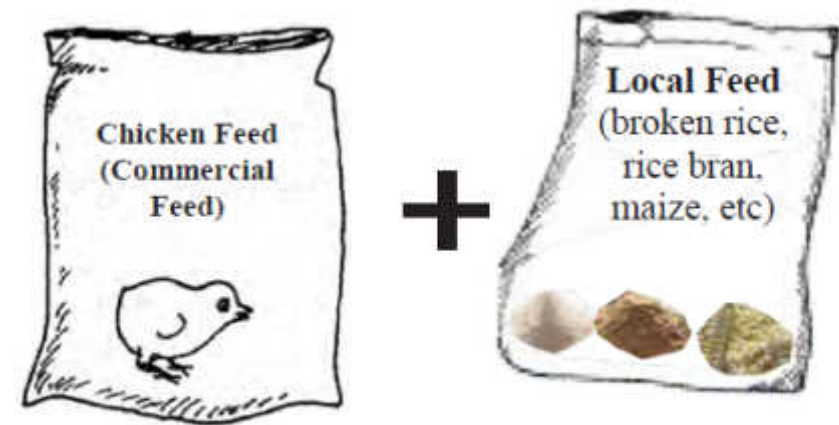 Chicken Feed
(Commercial
Feed)
+
Local Feed
(broken rice,
rice bran,
maize, etc)